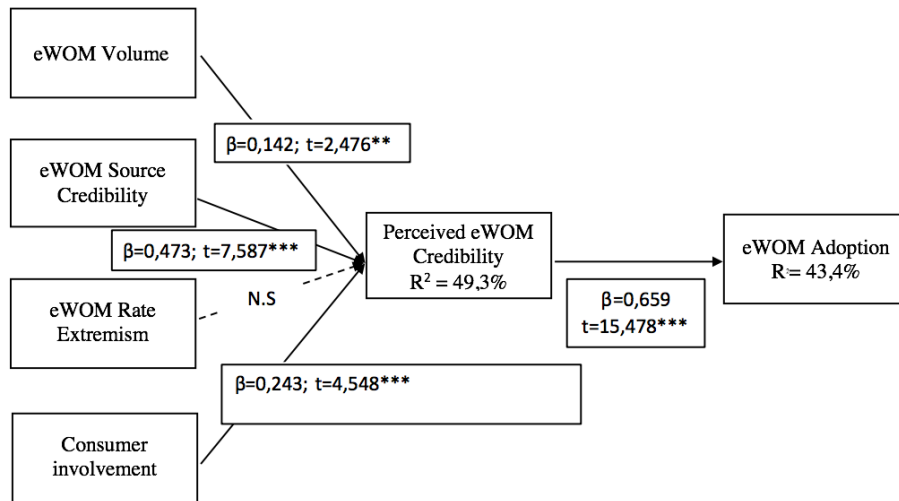 eWOM Volume
β=0,142; t=2,476**
eWOM Source
Credibility
β=0,473; t=7,587***
Perceived eWOM
Credibility
R² = 49,3%
eWOM Adoption
R = 43,4%
eWOM Rate
Extremism
N.S
β=0,659
t=15,478***
β=0,243; t=4,548***
Consumer
involvement